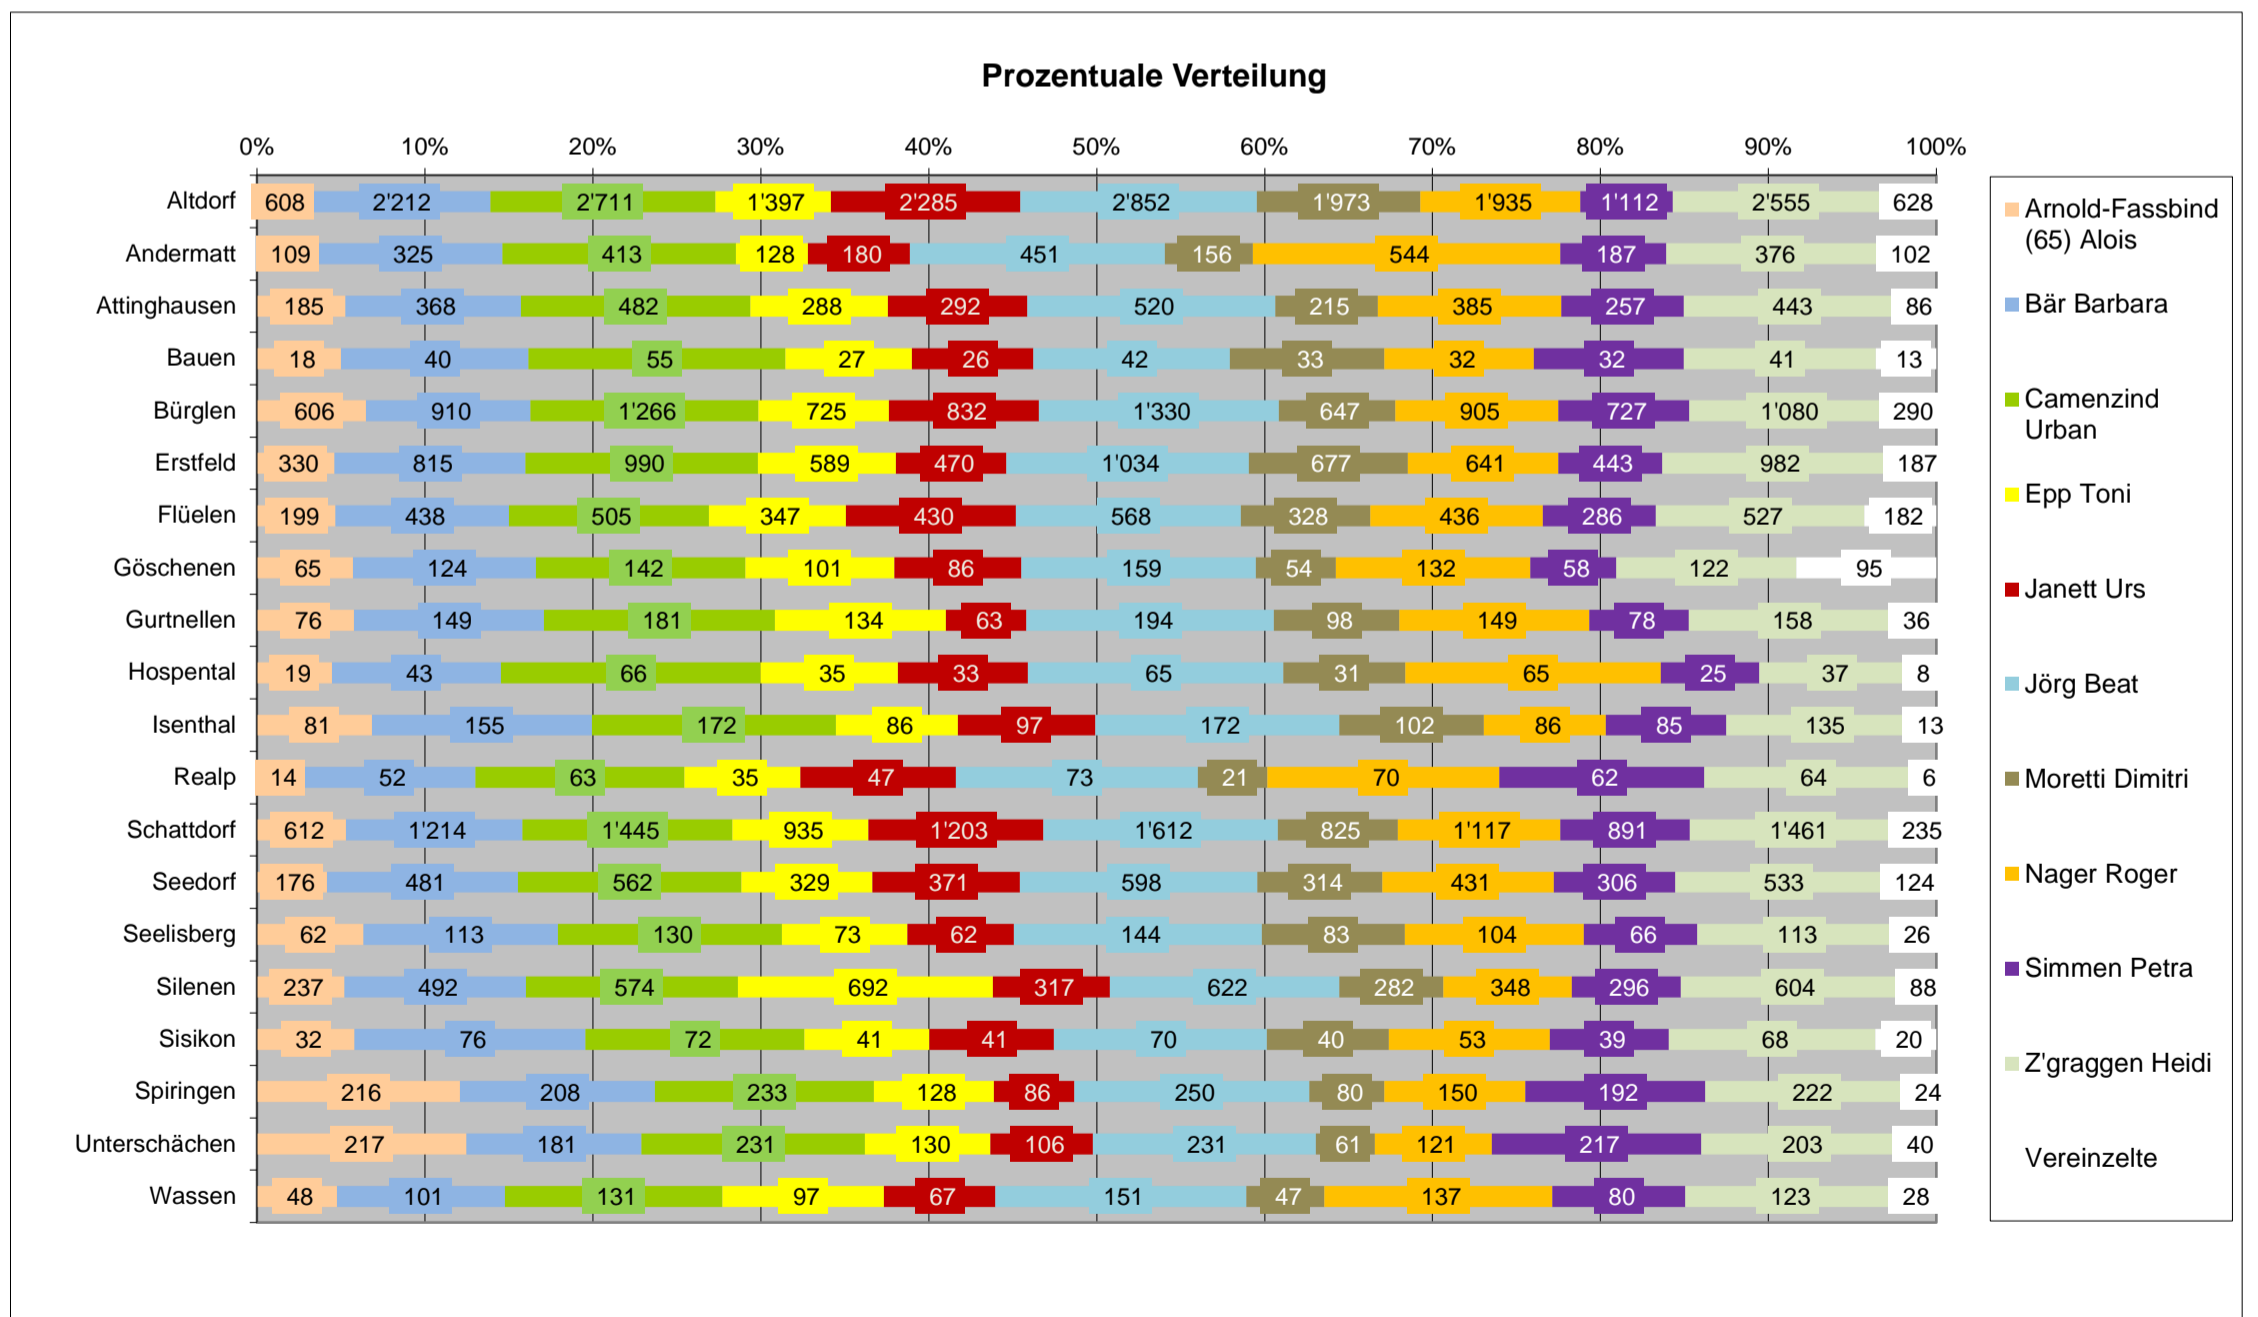 Prozentuale Verteilung
0% 10% 20% 30% 40% 50% 60% 70% 80% 90% 100%
Altdorf 608 2'212 2'711 1'397 2'285 2'852 1'973 1'935 1'112 2'555 628
Andermatt 109 325 413 128 180 451 156 544 187 376 102
Attinghausen 185 368 482 288 292 520 215 385 257 443 86
Bauen 18 40 55 27 26 42 33 32 32 41 13
Bürglen 606 910 1'266 725 832 1'330 647 905 727 1'080 290
Erstfeld 330 815 990 589 470 1'034 677 641 443 982 187
Flüelen 199 438 505 347 430 568 328 436 286 527 182
Göschenen 65 124 142 101 86 159 54 132 58 122 95
Gurtnellen 76 149 181 134 63 194 98 149 78 158 36
Hospental 19 43 66 35 33 65 31 65 25 37 8
Isenthal 81 155 172 86 97 172 102 86 85 135 13
Realp 14 52 63 35 47 73 21 70 62 64 6
Schattdorf 612 1'214 1'445 935 1'203 1'612 825 1'117 891 1'461 235
Seedorf 176 481 562 329 371 598 314 431 306 533 124
Seelisberg 62 113 130 73 62 144 83 104 66 113 26
Silenen 237 492 574 692 317 622 282 348 296 604 88
Sisikon 32 76 72 41 41 70 40 53 39 68 20
Spiringen 216 208 233 128 86 250 80 150 192 222 24
Unterschächen 217 181 231 130 106 231 61 121 217 203 40
Wassen 48 101 131 97 67 151 47 137 80 123 28
Arnold-Fassbind
(65) Alois
Bär Barbara
Camenzind
Urban
Epp Toni
Janett Urs
Jörg Beat
Moretti Dimitri
Nager Roger
Simmen Petra
Z'graggen Heidi
Vereinzelte